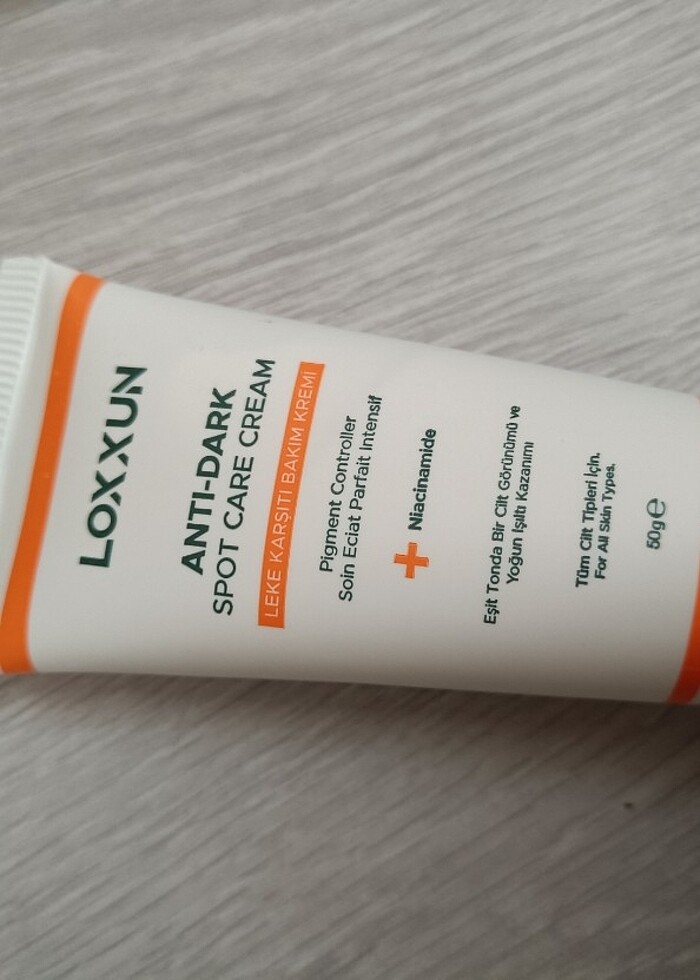 LOXXUN
ANTI-DARK
SPOT CARE CREAM
LEKE KARŞITI BAKIM KREMİ
Pigment Controller
Soin Eciat Parfait Intensif
+ Niacinamide
Eşit Tonda Bir Cilt Görünümü ve
Yoğun Işıltı Kazanımı
Tüm Cilt Tipleri İçin.
For All Skin Types.
50g℮